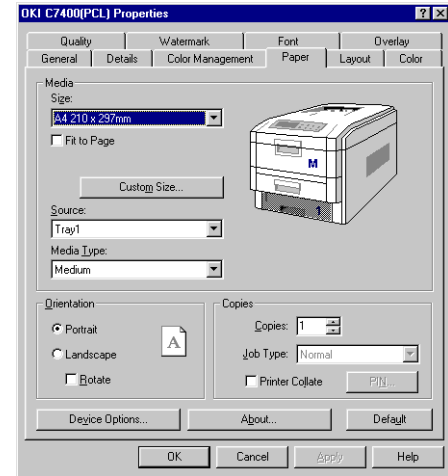 OKI C7400(PCL) Properties
Quality Watermark Font Overlay
General Details Color Management Paper Layout Color
Media
Size:
A4 210 x 297mm
Fit to Page
Custom Size...
Source:
Tray1
Media Type:
Medium
M
1
Orientation
Portrait
Landscape
Rotate
A
Copies
Copies: 1
Job Type: Normal
Printer Collate PIN...
Device Options... About... Default
OK Cancel Apply Help